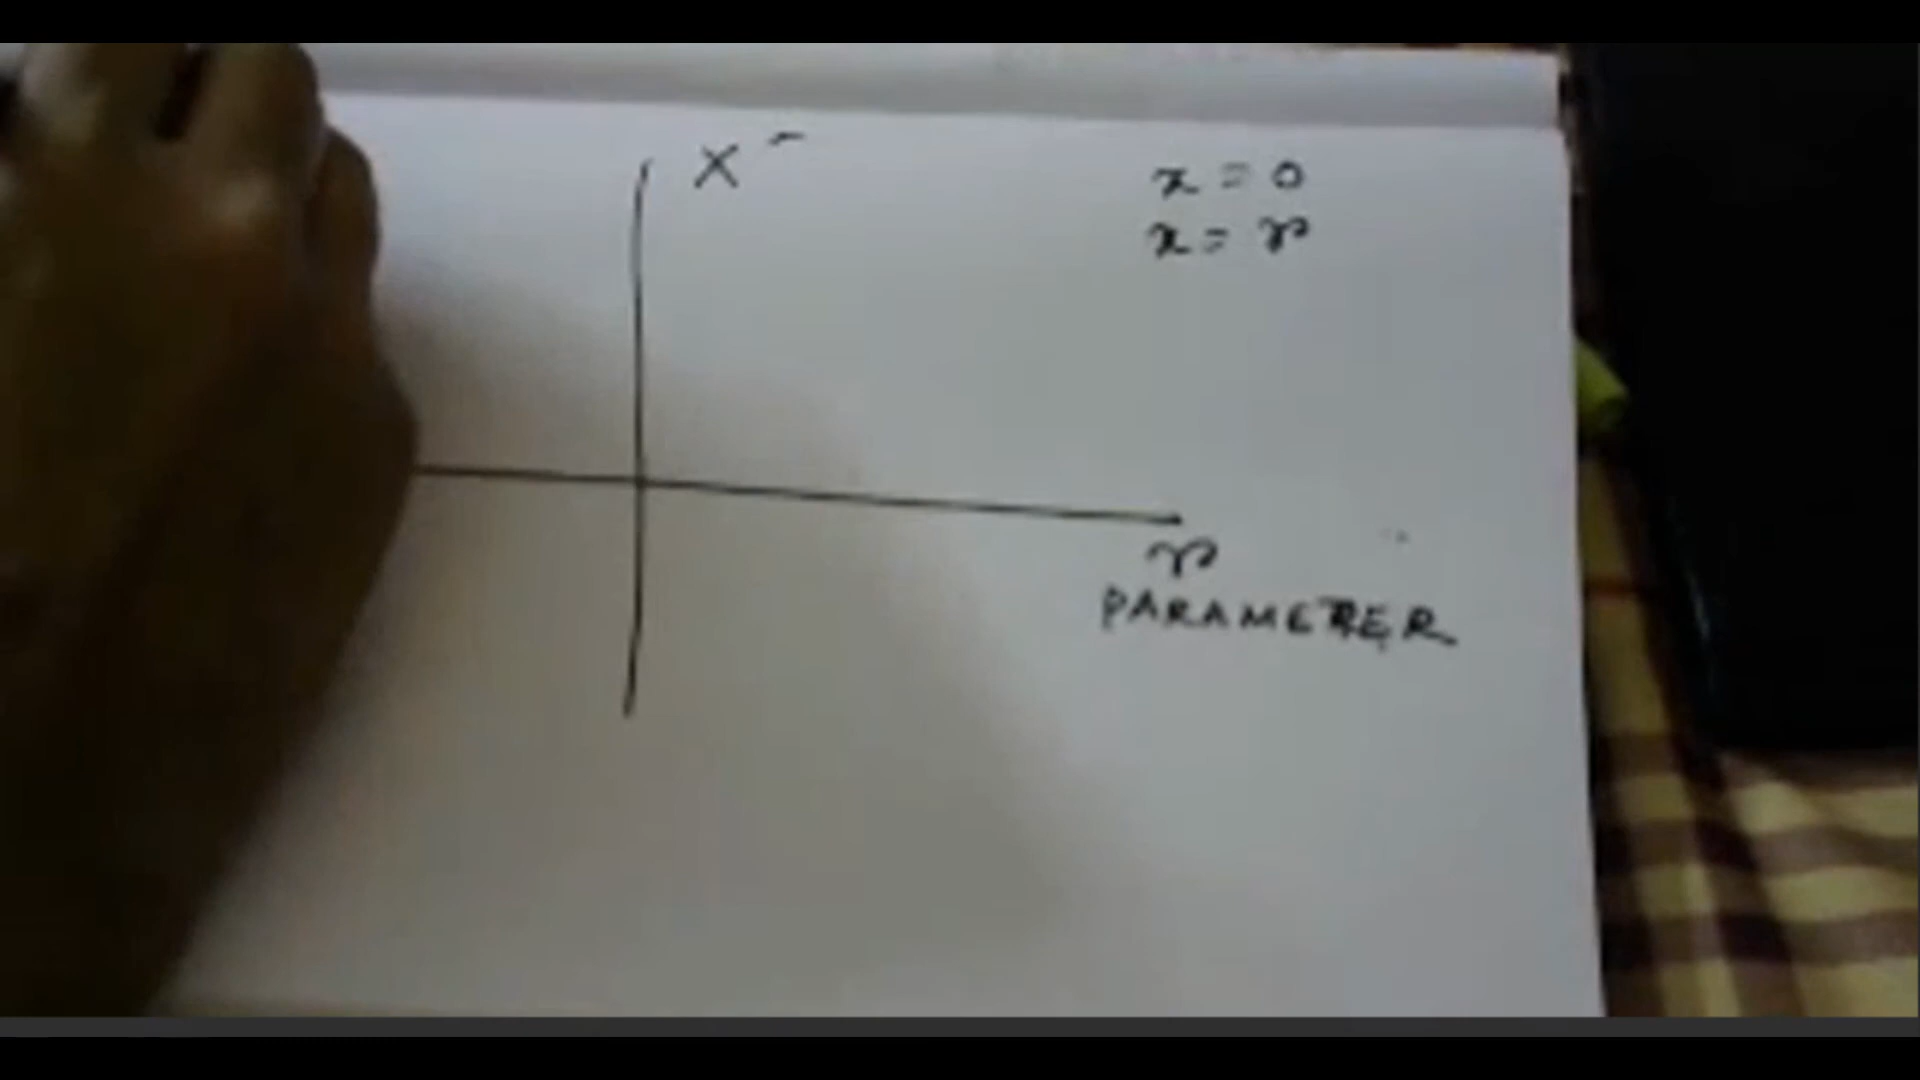 X
x = 0
x = r
r
PARAMETER